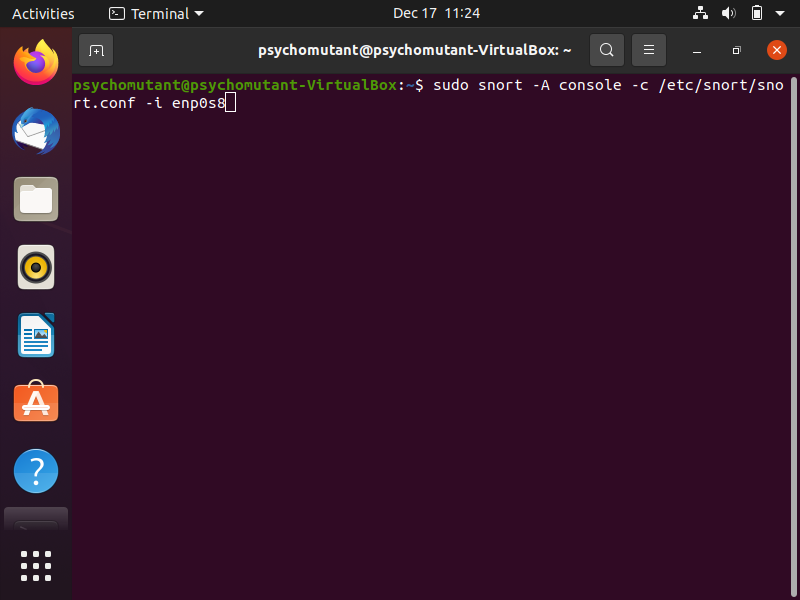 Activities Terminal Dec 17 11:24
psychomutant@psychomutant-VirtualBox: ~
psychomutant@psychomutant-VirtualBox:~$ sudo snort -A console -c /etc/snort/sno
rt.conf -i enp0s8